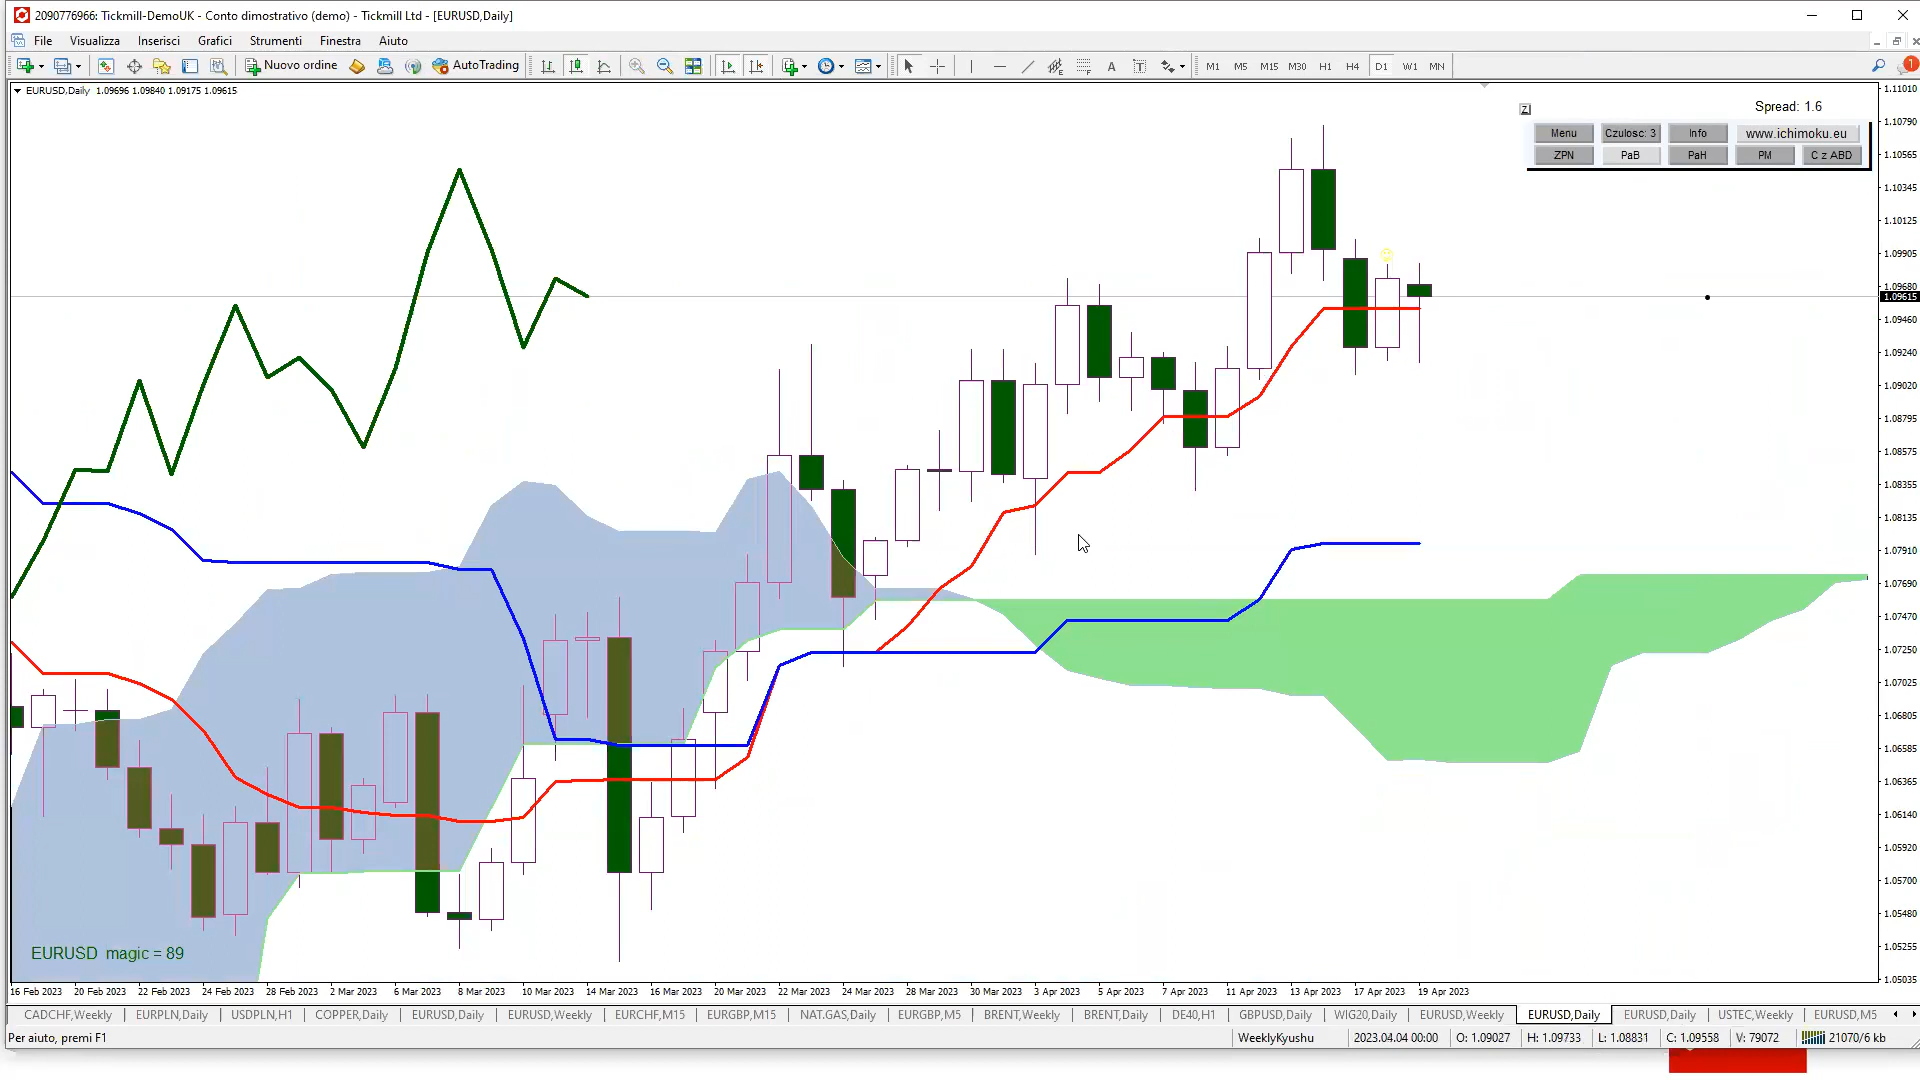 2090776966: Tickmill-DemoUK - Conto dimostrativo (demo) - Tickmill Ltd - [EURUSD,Daily]
File Visualizza Inserisci Grafici Strumenti Finestra Aiuto
Nuovo ordine AutoTrading A T M1 M5 M15 M30 H1 H4 D1 W1 MN 1
EURUSD,Daily 1.09696 1.09840 1.09175 1.09615
Spread: 1.6
Z
Menu Czulosc: 3 Info www.ichimoku.eu
ZPN PaB PaH PM C z ABD
1.11010
1.10790
1.10565
1.10345
1.10125
1.09905
1.09680
1.09615
1.09460
1.09240
1.09020
1.08795
1.08575
1.08355
1.08135
1.07910
1.07690
1.07470
1.07250
1.07025
1.06805
1.06585
1.06365
1.06140
1.05920
1.05700
1.05480
1.05255
1.05035
EURUSD magic = 89
16 Feb 2023 20 Feb 2023 22 Feb 2023 24 Feb 2023 28 Feb 2023 2 Mar 2023 6 Mar 2023 8 Mar 2023 10 Mar 2023 14 Mar 2023 16 Mar 2023 20 Mar 2023 22 Mar 2023 24 Mar 2023 28 Mar 2023 30 Mar 2023 3 Apr 2023 5 Apr 2023 7 Apr 2023 11 Apr 2023 13 Apr 2023 17 Apr 2023 19 Apr 2023
CADCHF,Weekly EURPLN,Daily USDPLN,H1 COPPER,Daily EURUSD,Daily EURUSD,Weekly EURCHF,M15 EURGBP,M15 NAT.GAS,Daily EURGBP,M5 BRENT,Weekly BRENT,Daily DE40,H1 GBPUSD,Daily WIG20,Daily EURUSD,Weekly EURUSD,Daily EURUSD,Daily USTEC,Weekly EURUSD,M5
Per aiuto, premi F1 WeeklyKyushu 2023.04.04 00:00 O: 1.09027 H: 1.09733 L: 1.08831 C: 1.09558 V: 79072 21070/6 kb